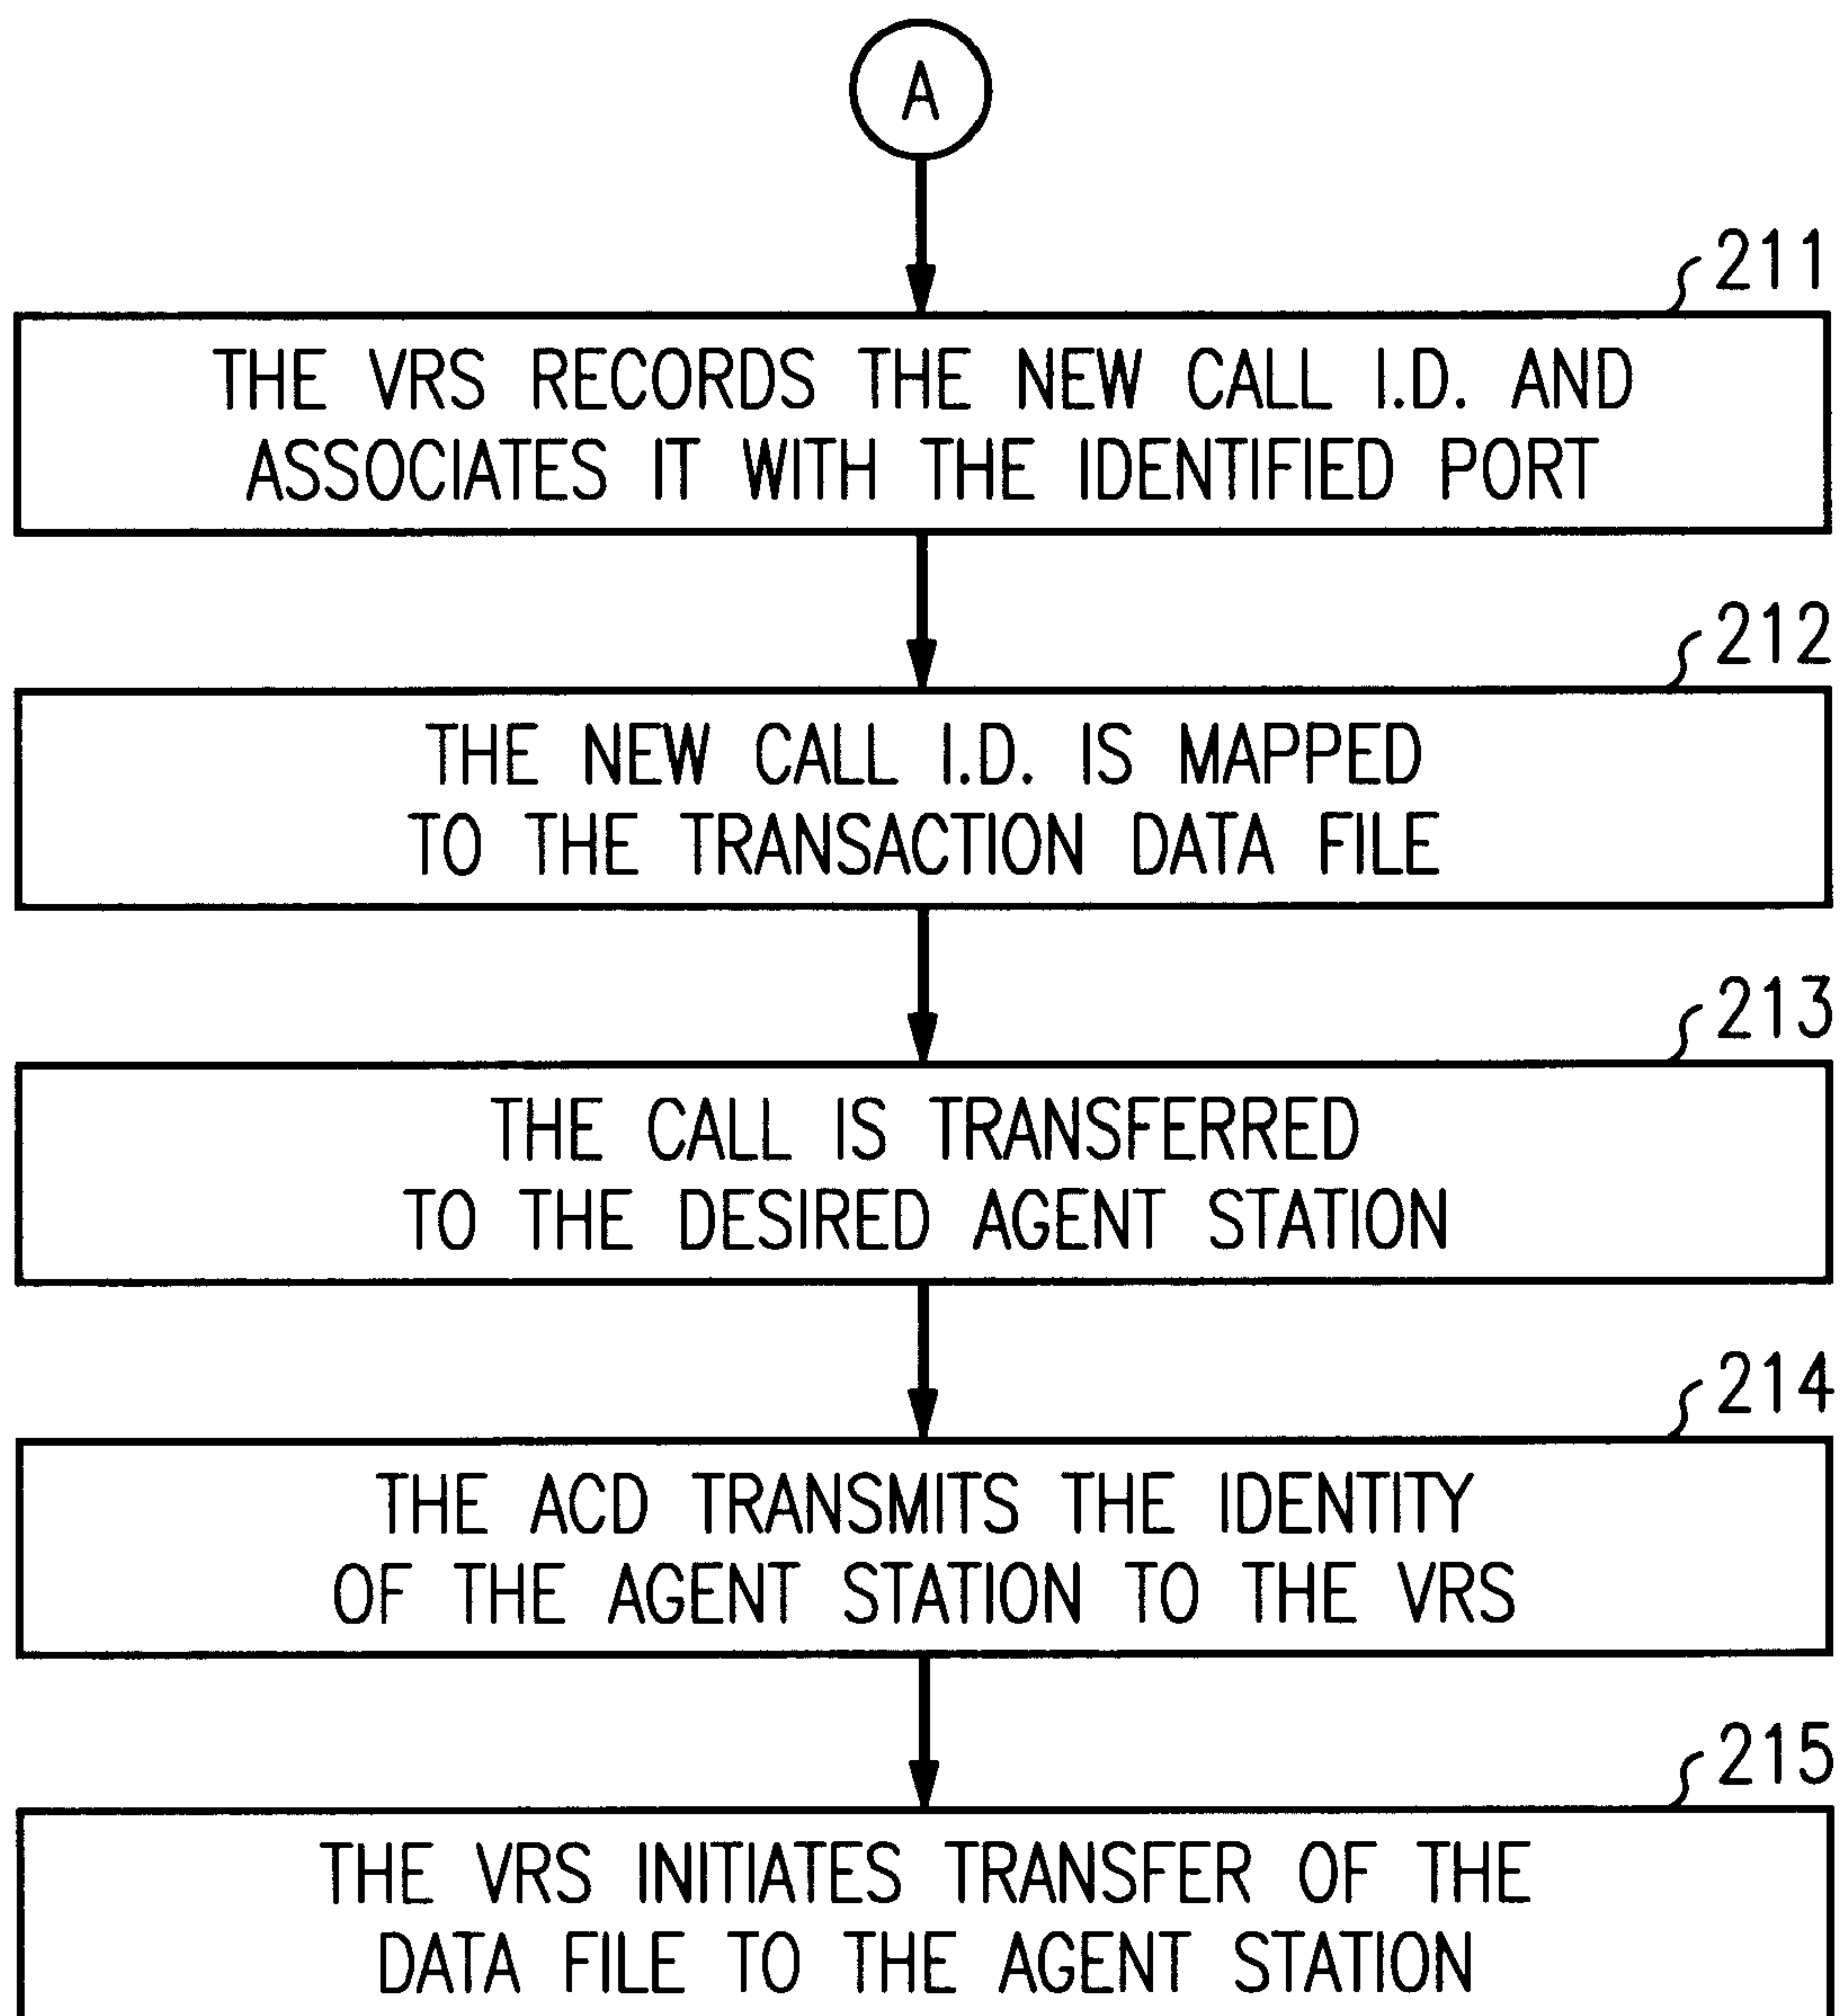 A
211
THE VRS RECORDS THE NEW CALL I.D. AND
ASSOCIATES IT WITH THE IDENTIFIED PORT
212
THE NEW CALL I.D. IS MAPPED
TO THE TRANSACTION DATA FILE
213
THE CALL IS TRANSFERRED
TO THE DESIRED AGENT STATION
214
THE ACD TRANSMITS THE IDENTITY
OF THE AGENT STATION TO THE VRS
215
THE VRS INITIATES TRANSFER OF THE
DATA FILE TO THE AGENT STATION